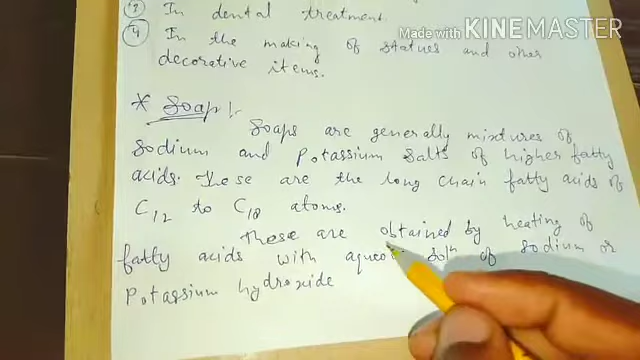 ③ In dental treatment.
Made with KINEMASTER
④ In the making of statues and other
decorative items.
* Soap :-
Soaps are generally mixtures of
Sodium and Potassium Salts of higher fatty
acids. These are the long chain fatty acids of
C12 to C18 atoms.
These are obtained by heating of
fatty acids with soln of sodium or
Potassium hydroxide